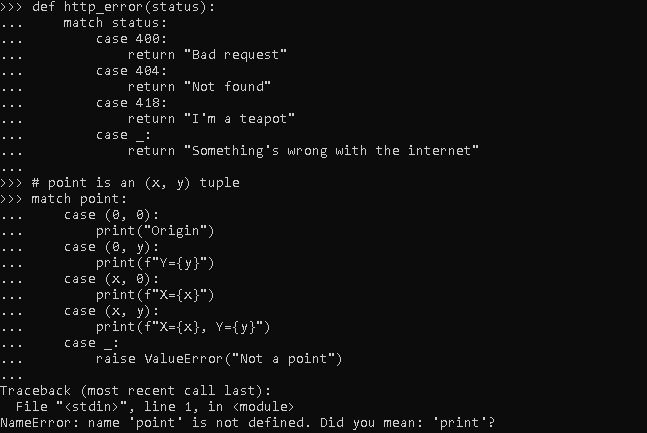 >>> def http_error(status):
...     match status:
...         case 400:
...             return "Bad request"
...         case 404:
...             return "Not found"
...         case 418:
...             return "I'm a teapot"
...         case _:
...             return "Something's wrong with the internet"
...
>>> # point is an (x, y) tuple
>>> match point:
...     case (0, 0):
...         print("Origin")
...     case (0, y):
...         print(f"Y={y}")
...     case (x, 0):
...         print(f"X={x}")
...     case (x, y):
...         print(f"X={x}, Y={y}")
...     case _:
...         raise ValueError("Not a point")
...
Traceback (most recent call last):
  File "<stdin>", line 1, in <module>
NameError: name 'point' is not defined. Did you mean: 'print'?